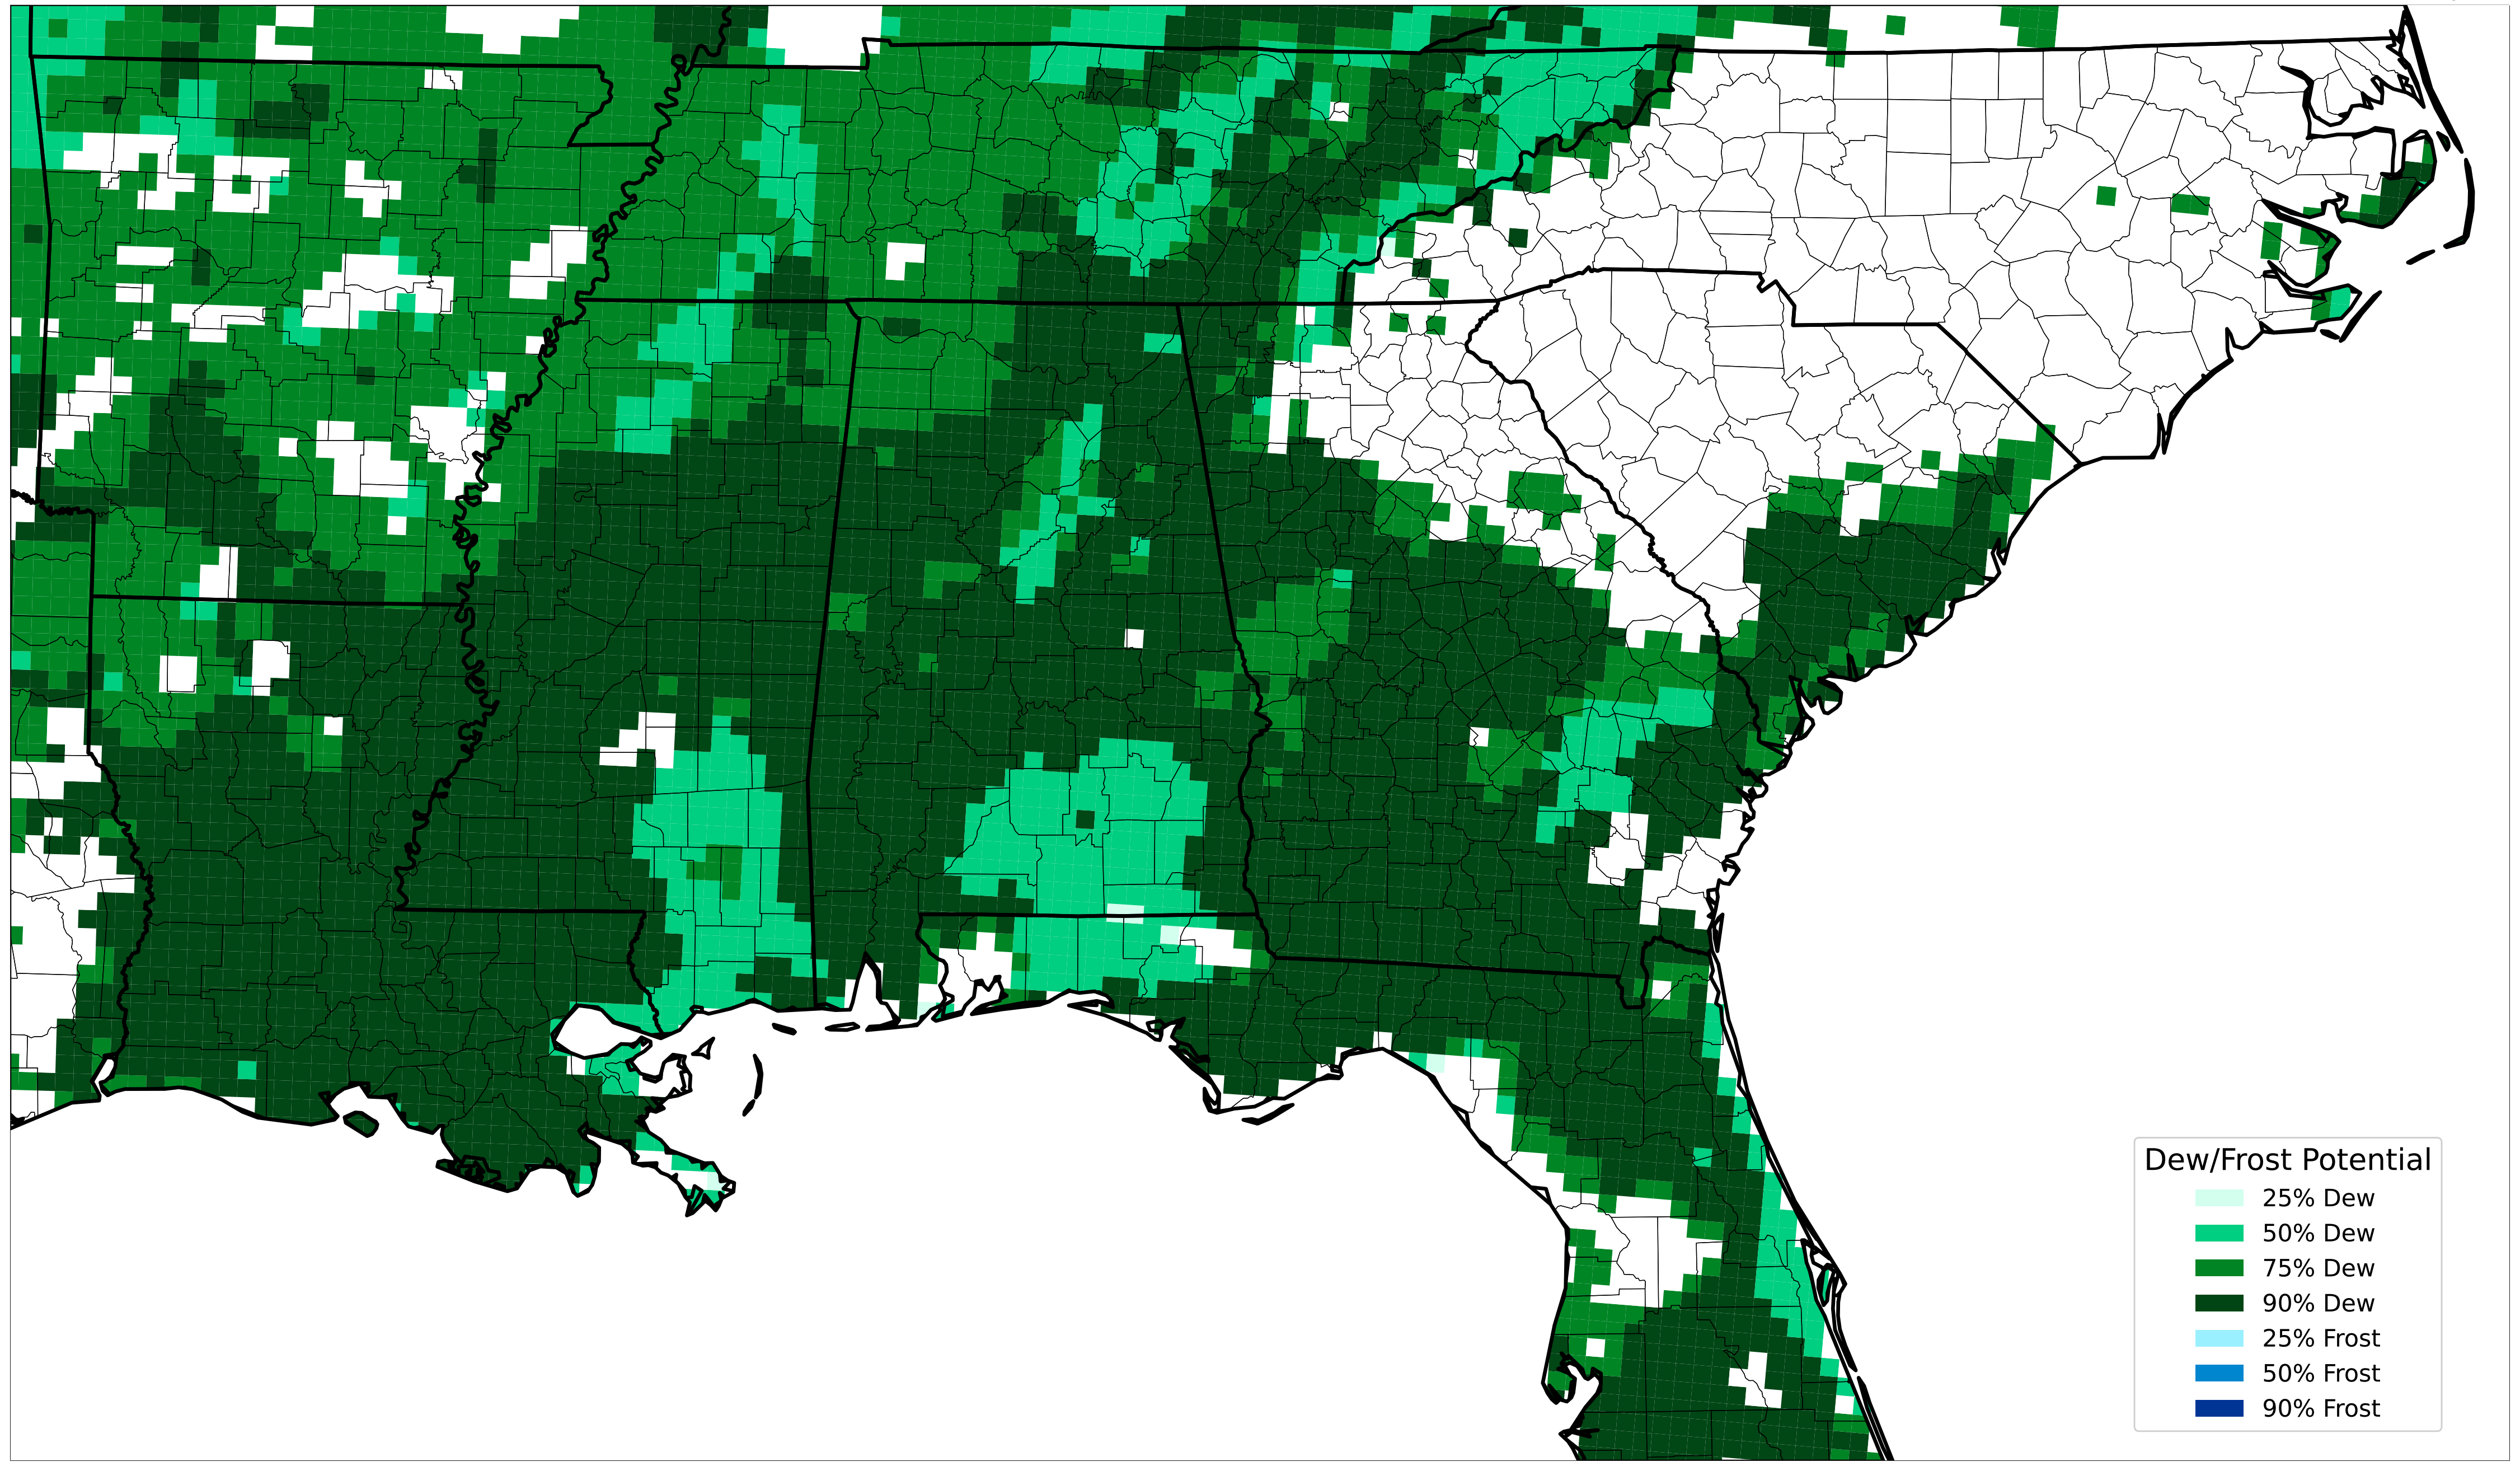 Dew/Frost Potential
25% Dew
50% Dew
75% Dew
90% Dew
25% Frost
50% Frost
90% Frost